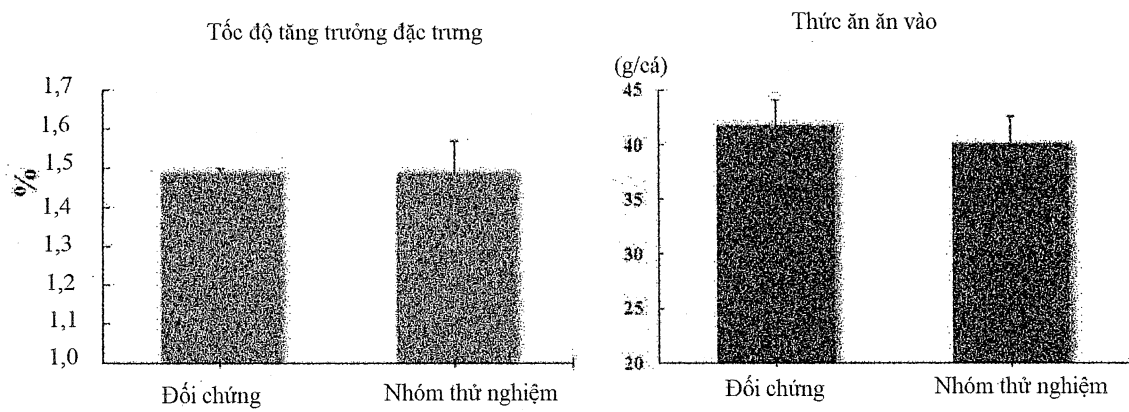 Tốc độ tăng trưởng đặc trưng
%
1,7
1,6
1,5
1,4
1,3
1,2
1,1
1,0
Đối chứng
Nhóm thử nghiệm
Thức ăn ăn vào
(g/cá)
45
40
35
30
25
20
Đối chứng
Nhóm thử nghiệm